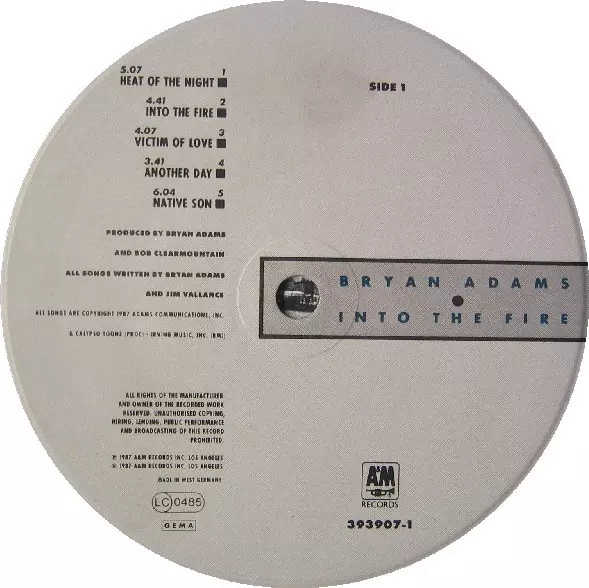 5.07 1
HEAT OF THE NIGHT
4.41 2
INTO THE FIRE
4.07 3
VICTIM OF LOVE
3.41 4
ANOTHER DAY
6.04 5
NATIVE SON
SIDE 1
PRODUCED BY BRYAN ADAMS
AND BOB CLEARMOUNTAIN
ALL SONGS WRITTEN BY BRYAN ADAMS
AND JIM VALLANCE
ALL SONGS ARE COPYRIGHT 1987 ADAMS COMMUNICATIONS, INC.
& CALYPSO TOONZ (PROC) - IRVING MUSIC, INC. (BMI)
BRYAN ADAMS
INTO THE FIRE
ALL RIGHTS OF THE MANUFACTURER
AND OWNER OF THE RECORDED WORK
RESERVED. UNAUTHORISED COPYING,
HIRING, LENDING, PUBLIC PERFORMANCE
AND BROADCASTING OF THIS RECORD
PROHIBITED.
℗ 1987 A&M RECORDS INC. LOS ANGELES
© 1987 A&M RECORDS INC. LOS ANGELES
MADE IN WEST GERMANY
LC 0485
GEMA
A&M
RECORDS
393907-1